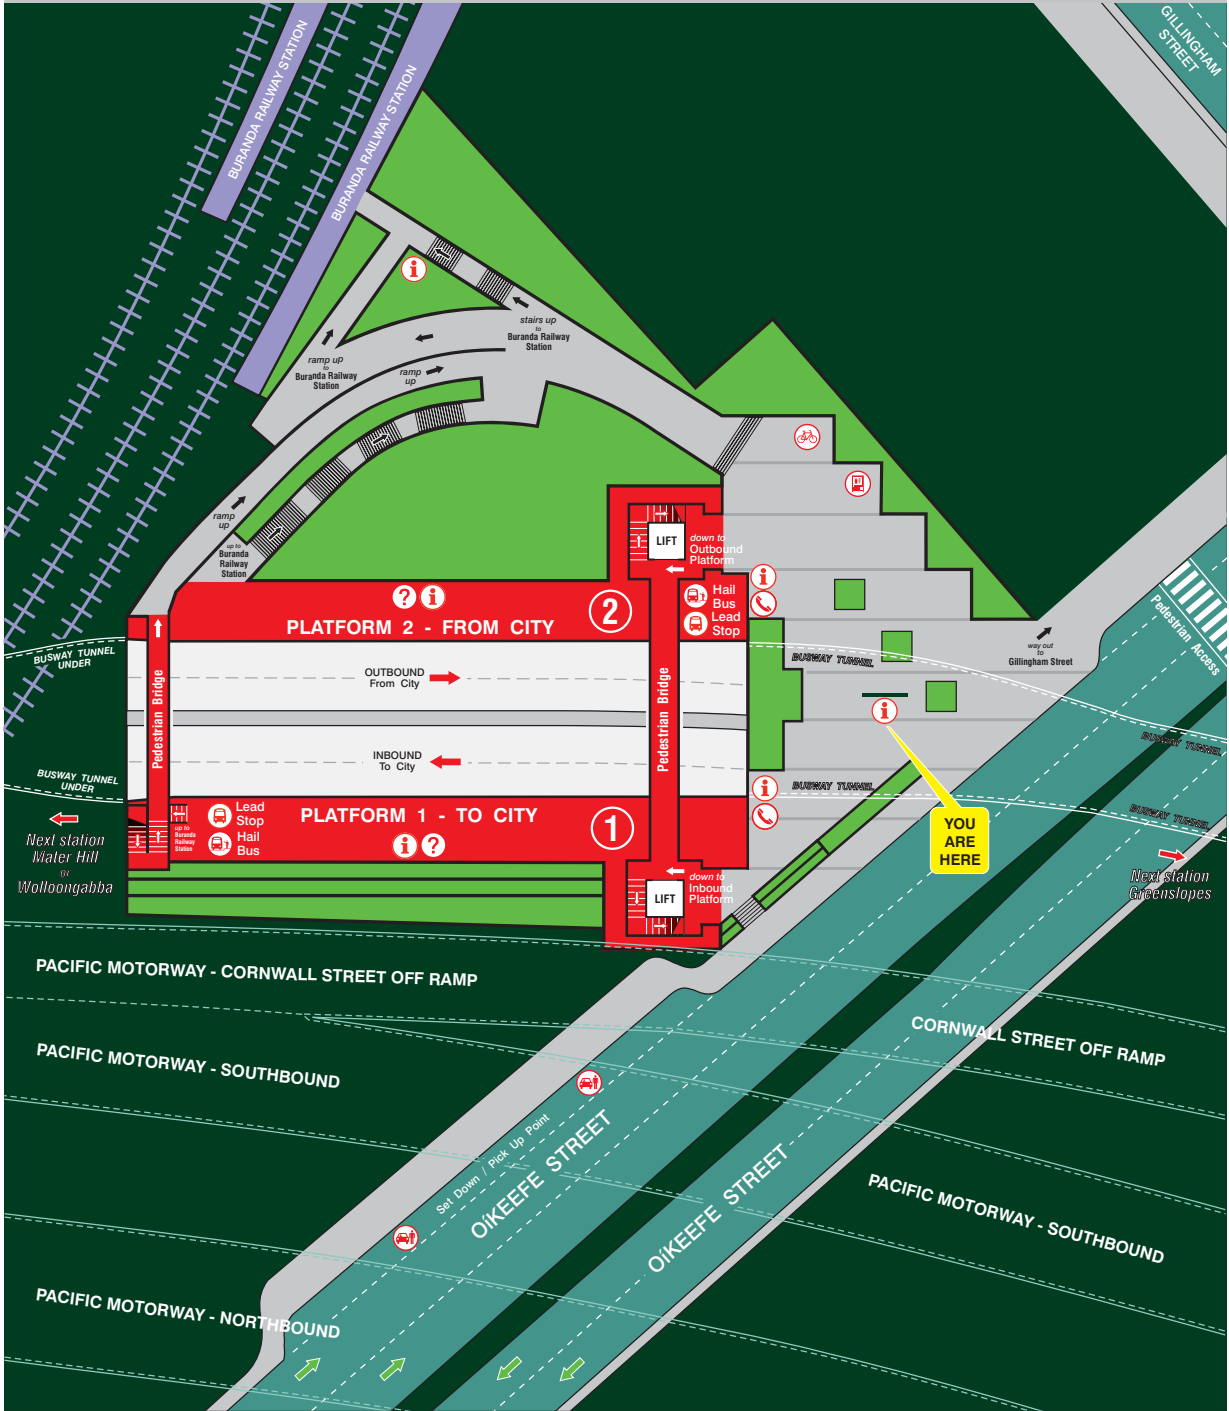 GILLINGHAM
STREET
BURANDA RAILWAY STATION
BURANDA RAILWAY STATION
i
stairs up
to
Buranda Railway
Station
ramp up
to
Buranda Railway
Station
ramp
up
ramp
up
up to
Buranda
Railway
Station
LIFT
down to
Outbound
Platform
? i
2
PLATFORM 2 - FROM CITY
Hail
Bus
Lead
Stop
i
Pedestrian Access
way out
to
Gillingham Street
BUSWAY TUNNEL
UNDER
BUSWAY TUNNEL
OUTBOUND
From City
Pedestrian Bridge
Pedestrian Bridge
i
BUSWAY TUNNEL
INBOUND
To City
BUSWAY TUNNEL
UNDER
i
BUSWAY TUNNEL
BUSWAY TUNNEL
Next station
Mater Hill
or
Wolloongabba
up to
Buranda
Railway
Station
Lead
Stop
Hail
Bus
PLATFORM 1 - TO CITY
i ?
1
YOU
ARE
HERE
Next station
Greenslopes
LIFT
down to
Inbound
Platform
PACIFIC MOTORWAY - CORNWALL STREET OFF RAMP
CORNWALL STREET OFF RAMP
PACIFIC MOTORWAY - SOUTHBOUND
Set Down / Pick Up Point
OíKEEFE STREET
OíKEEFE STREET
PACIFIC MOTORWAY - SOUTHBOUND
PACIFIC MOTORWAY - NORTHBOUND